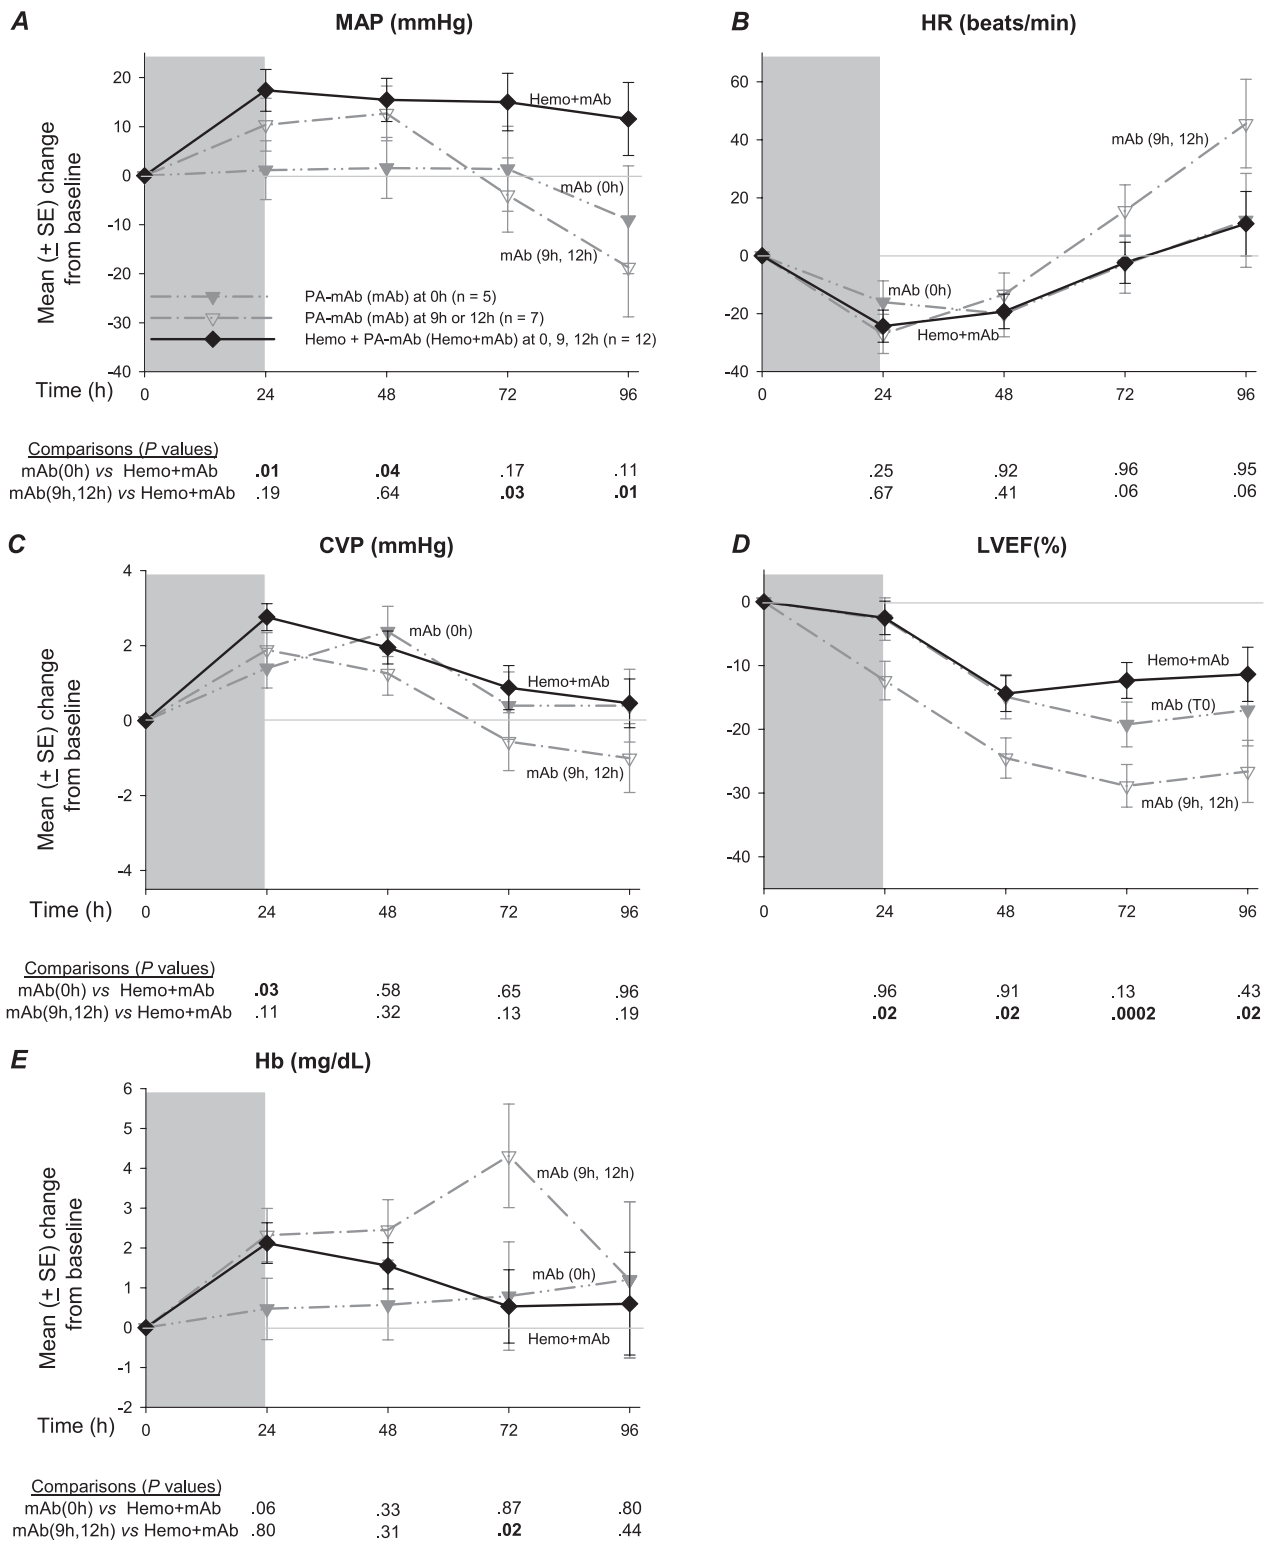 A MAP (mmHg)
Mean (± SE) change
from baseline
20
10
0
-10
-20
-30
-40
Hemo+mAb
mAb (0h)
mAb (9h, 12h)
PA-mAb (mAb) at 0h (n = 5)
PA-mAb (mAb) at 9h or 12h (n = 7)
Hemo + PA-mAb (Hemo+mAb) at 0, 9, 12h (n = 12)
Time (h) 0 24 48 72 96
Comparisons (P values)
mAb(0h) vs Hemo+mAb .01 .04 .17 .11
mAb(9h,12h) vs Hemo+mAb .19 .64 .03 .01
B HR (beats/min)
60
40
20
0
-20
-40
mAb (9h, 12h)
mAb (0h)
Hemo+mAb
0 24 48 72 96
.25 .92 .96 .95
.67 .41 .06 .06
C CVP (mmHg)
Mean (± SE) change
from baseline
4
2
0
-2
-4
mAb (0h)
Hemo+mAb
mAb (9h, 12h)
Time (h) 0 24 48 72 96
Comparisons (P values)
mAb(0h) vs Hemo+mAb .03 .58 .65 .96
mAb(9h,12h) vs Hemo+mAb .11 .32 .13 .19
D LVEF(%)
0
-10
-20
-30
-40
Hemo+mAb
mAb (T0)
mAb (9h, 12h)
0 24 48 72 96
.96 .91 .13 .43
.02 .02 .0002 .02
E Hb (mg/dL)
Mean (± SE) change
from baseline
6
5
4
3
2
1
0
-1
-2
mAb (9h, 12h)
mAb (0h)
Hemo+mAb
Time (h) 0 24 48 72 96
Comparisons (P values)
mAb(0h) vs Hemo+mAb .06 .33 .87 .80
mAb(9h,12h) vs Hemo+mAb .80 .31 .02 .44